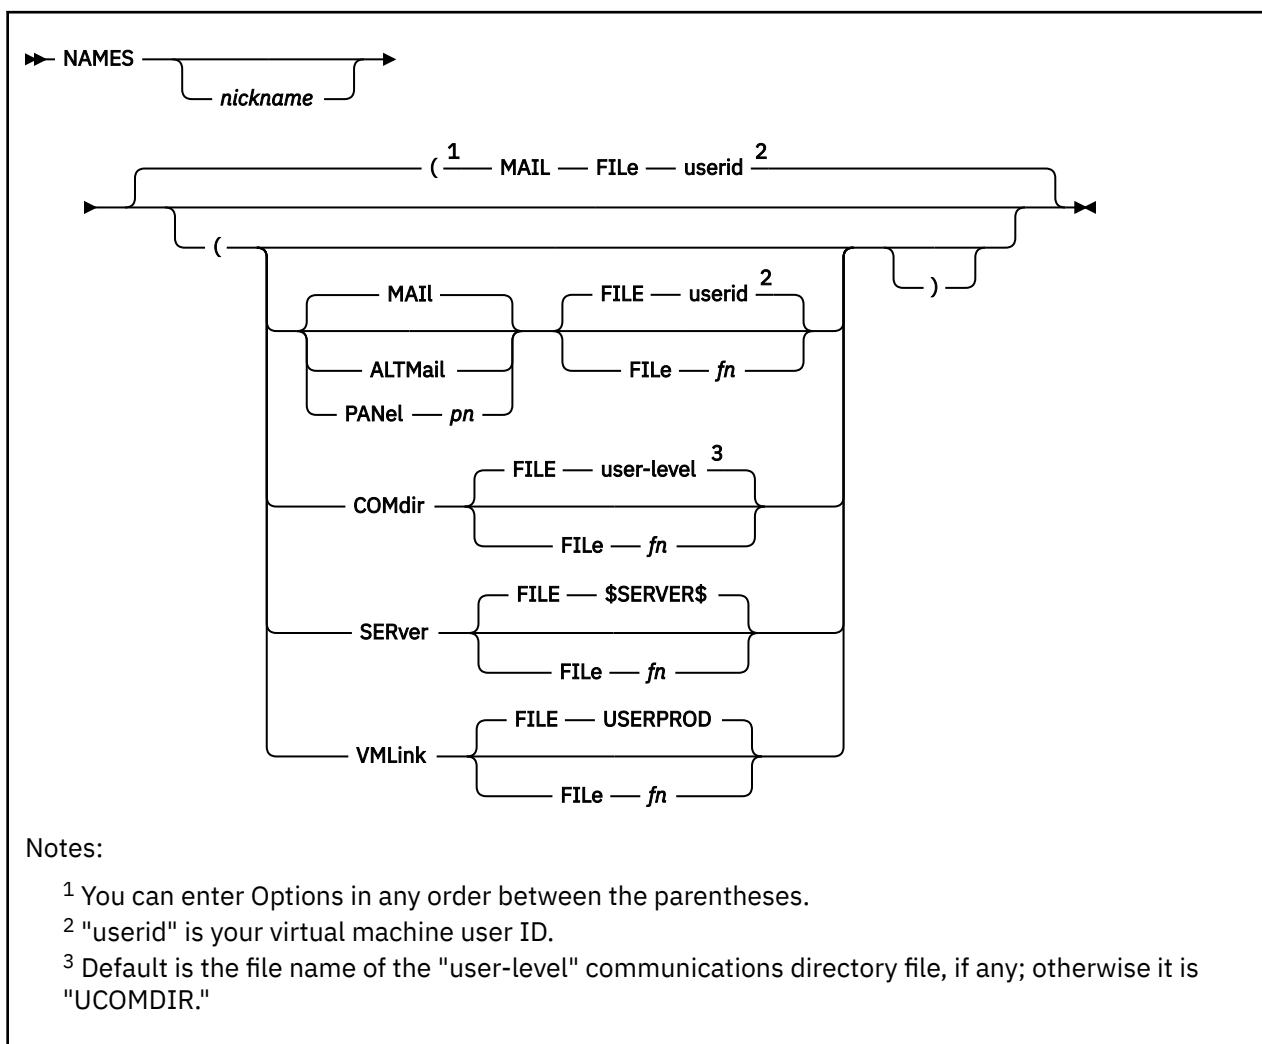 NAMES
nickname
( 1 MAIL FILe userid 2
(
)
MAIl FILE userid 2
ALTMail FILe fn
PANel pn
FILE user-level 3
COMdir
FILe fn
FILE $SERVER$
SERver
FILe fn
FILE USERPROD
VMLink
FILe fn
Notes:
1 You can enter Options in any order between the parentheses.
2 "userid" is your virtual machine user ID.
3 Default is the file name of the "user-level" communications directory file, if any; otherwise it is
"UCOMDIR."